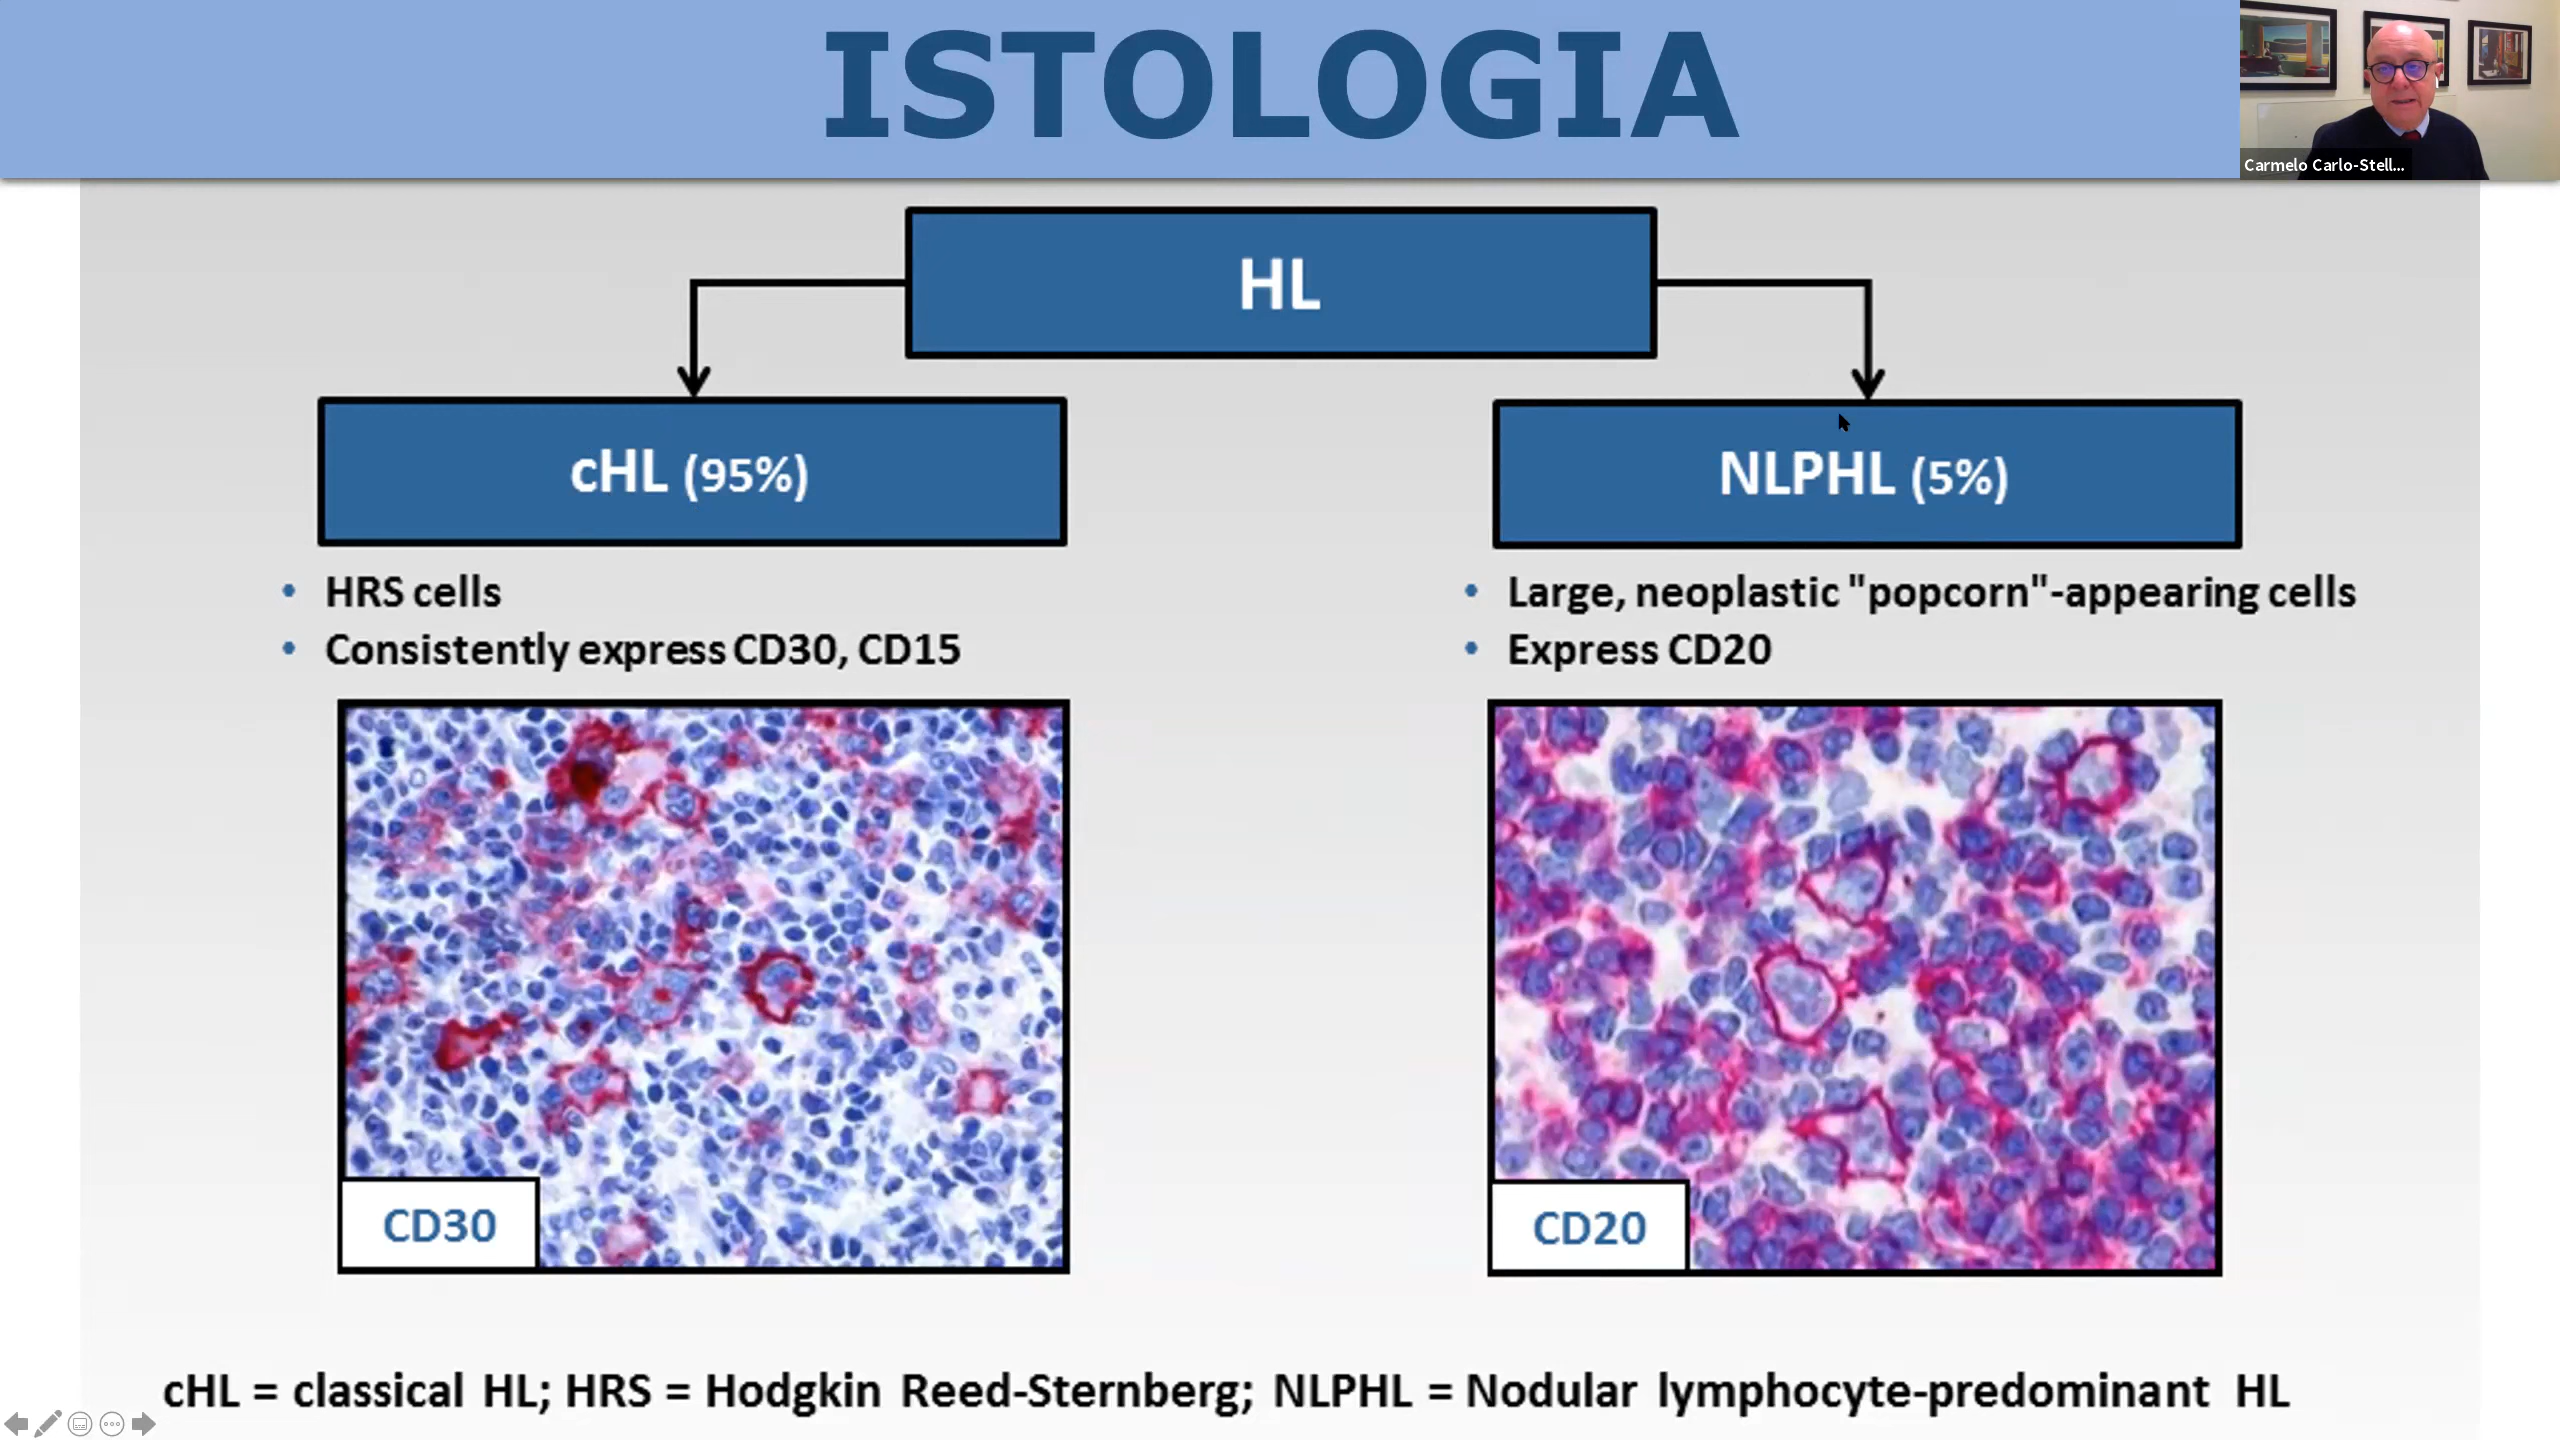 ISTOLOGIA
Carmelo Carlo-Stell...
HL
cHL (95%)
NLPHL (5%)
• HRS cells
• Consistently express CD30, CD15
• Large, neoplastic "popcorn"-appearing cells
• Express CD20
CD30
CD20
cHL = classical HL; HRS = Hodgkin Reed-Sternberg; NLPHL = Nodular lymphocyte-predominant HL